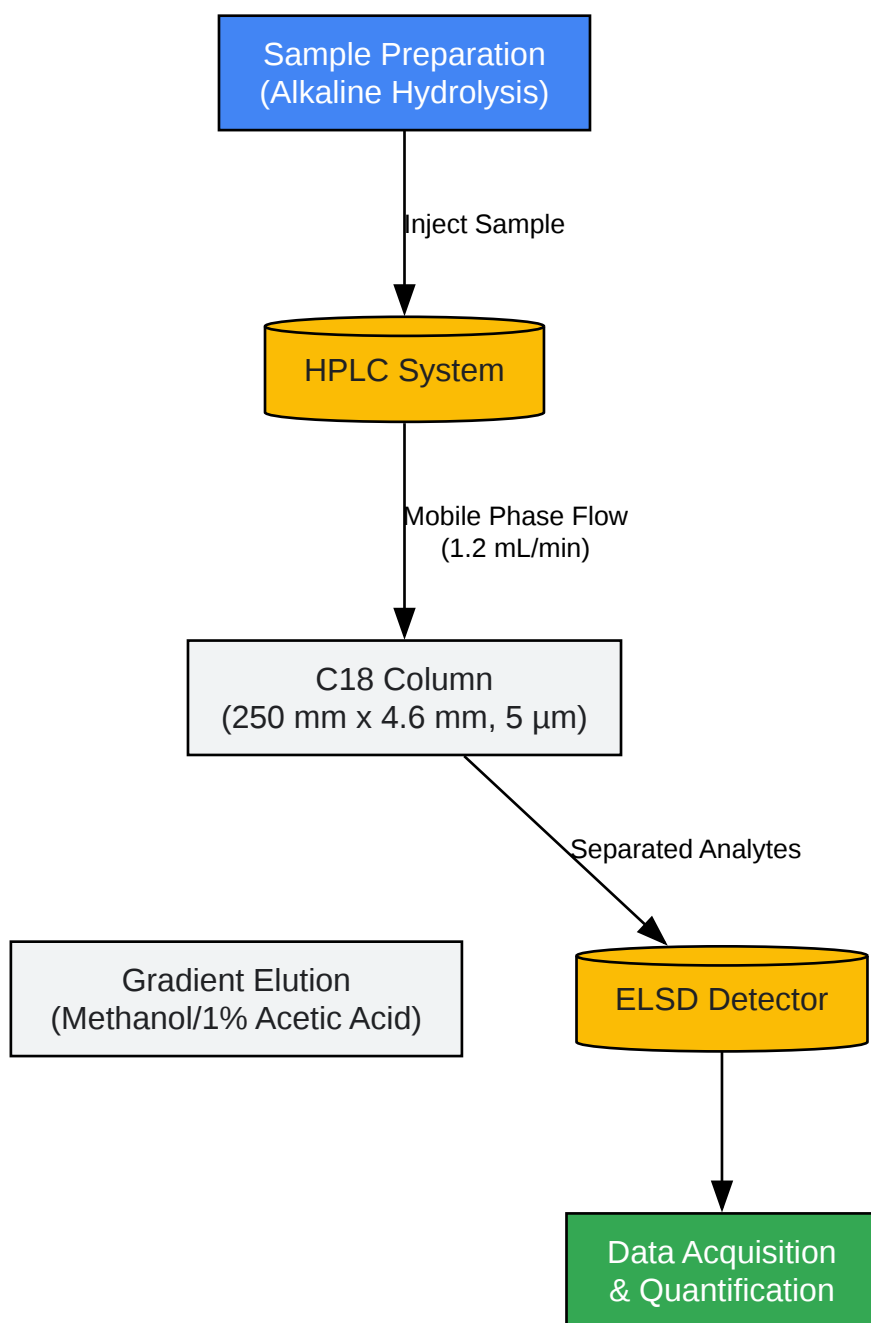 Sample Preparation
(Alkaline Hydrolysis)
Inject Sample
HPLC System
Mobile Phase Flow
(1.2 mL/min)
C18 Column
(250 mm x 4.6 mm, 5 µm)
Separated Analytes
Gradient Elution
(Methanol/1% Acetic Acid)
ELSD Detector
Data Acquisition
& Quantification